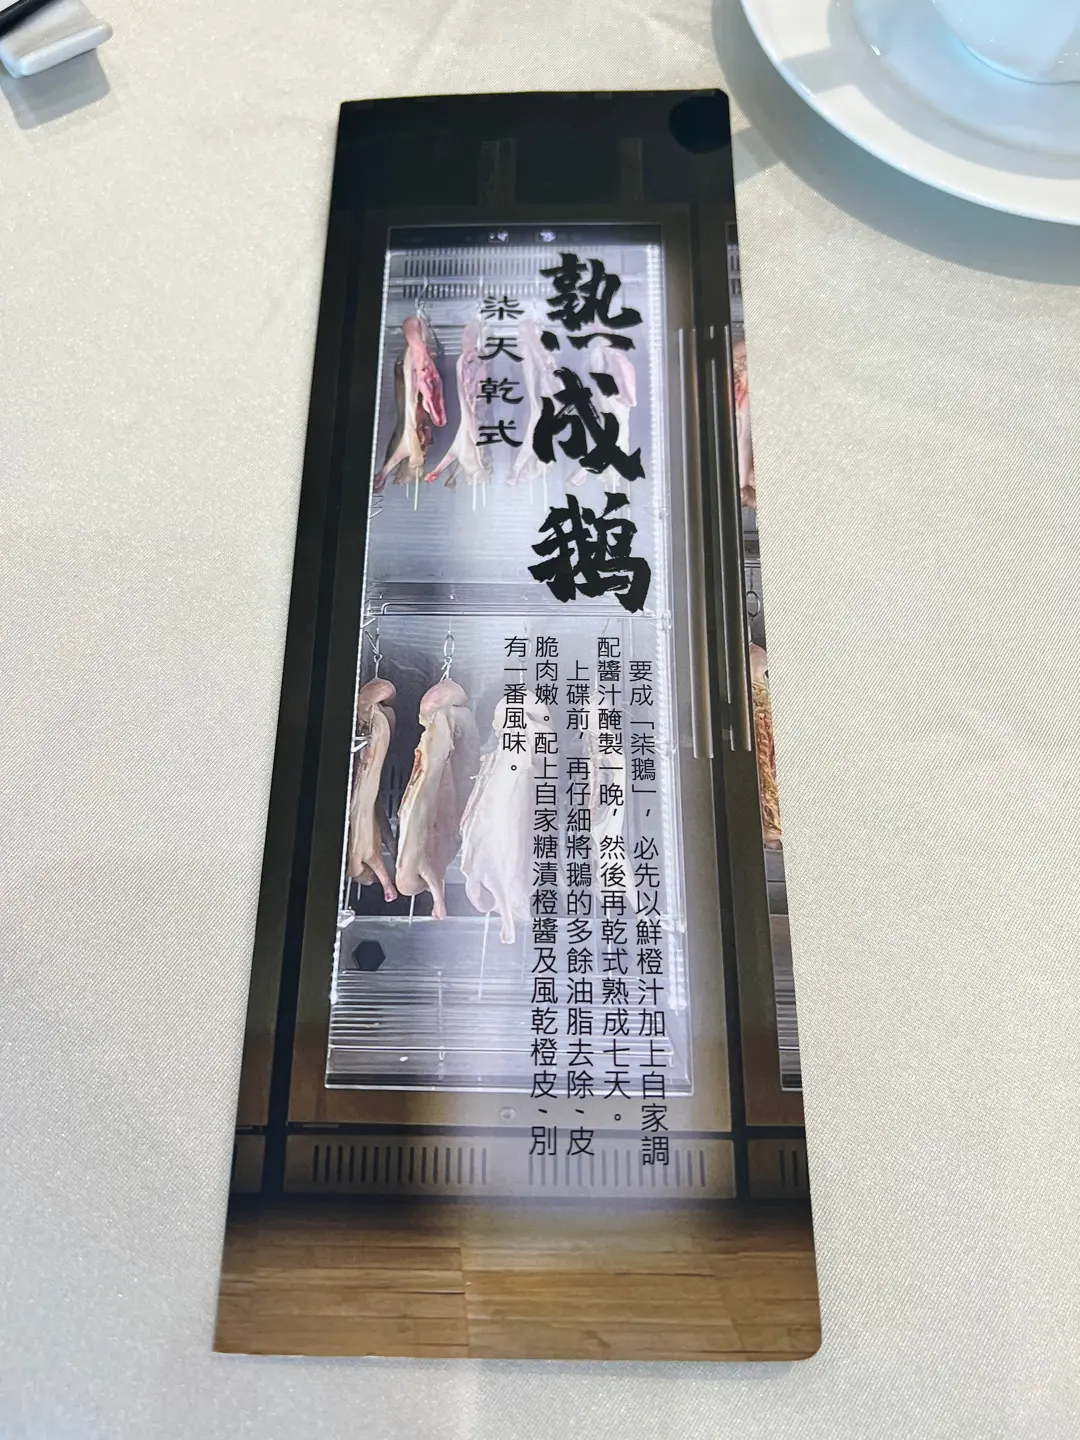 熟成鵝
柒天乾式
要成「柒鵝」，必先以鮮橙汁加上自家調
配醬汁醃製一晚，然後再乾式熟成七天。
上碟前，再仔細將鵝的多餘油脂去除、皮
脆肉嫩。配上自家糖漬橙醬及風乾橙皮、別
有一番風味。